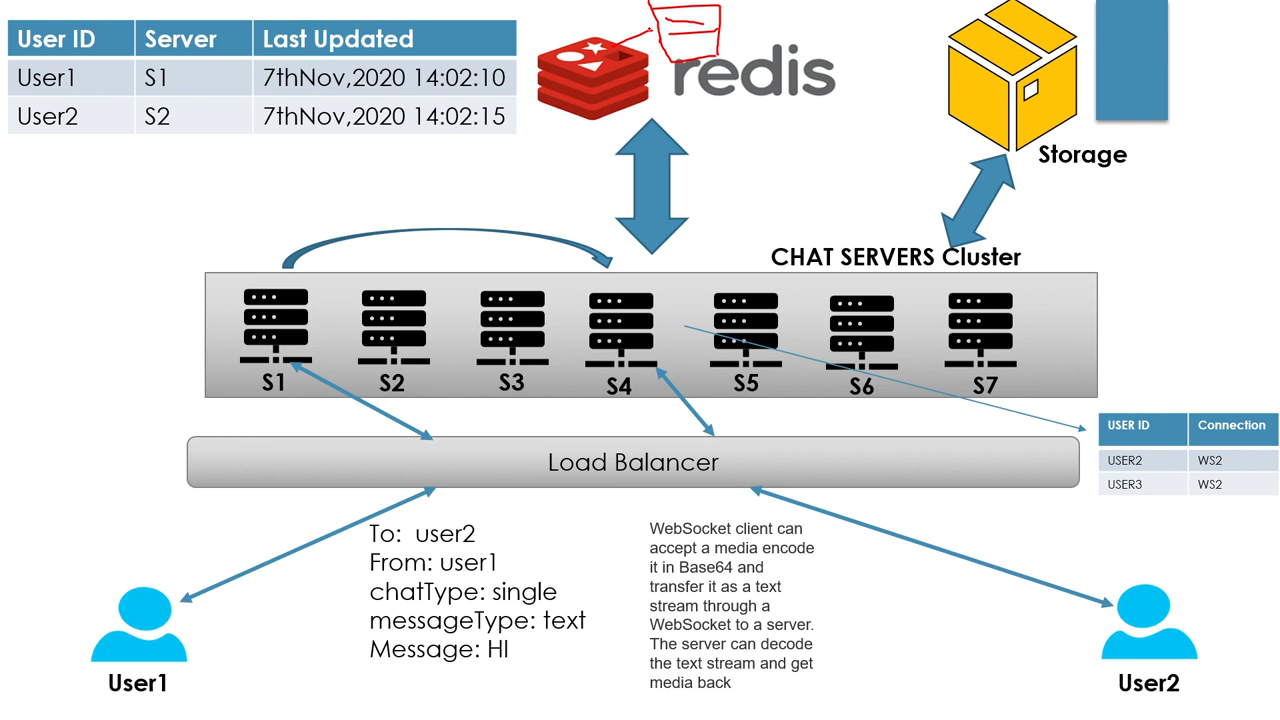 User ID Server Last Updated
User1 S1 7thNov,2020 14:02:10
User2 S2 7thNov,2020 14:02:15
redis
Storage
CHAT SERVERS Cluster
S1 S2 S3 S4 S5 S6 S7
USER ID Connection
USER2 WS2
USER3 WS2
Load Balancer
To: user2
From: user1
chatType: single
messageType: text
Message: HI
WebSocket client can
accept a media encode
it in Base64 and
transfer it as a text
stream through a
WebSocket to a server.
The server can decode
the text stream and get
media back
User1
User2